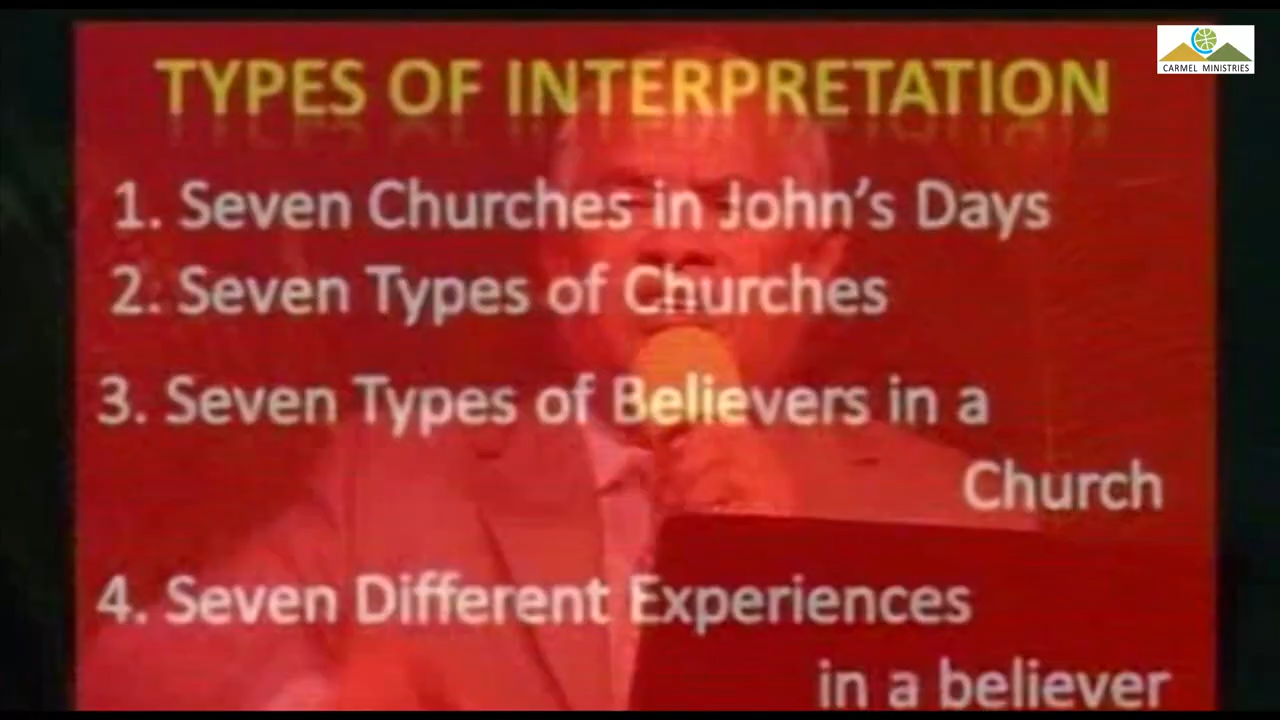 CARMEL MINISTRIES
TYPES OF INTERPRETATION
1. Seven Churches in John's Days
2. Seven Types of Churches
3. Seven Types of Believers in a
Church
4. Seven Different Experiences
in a believer